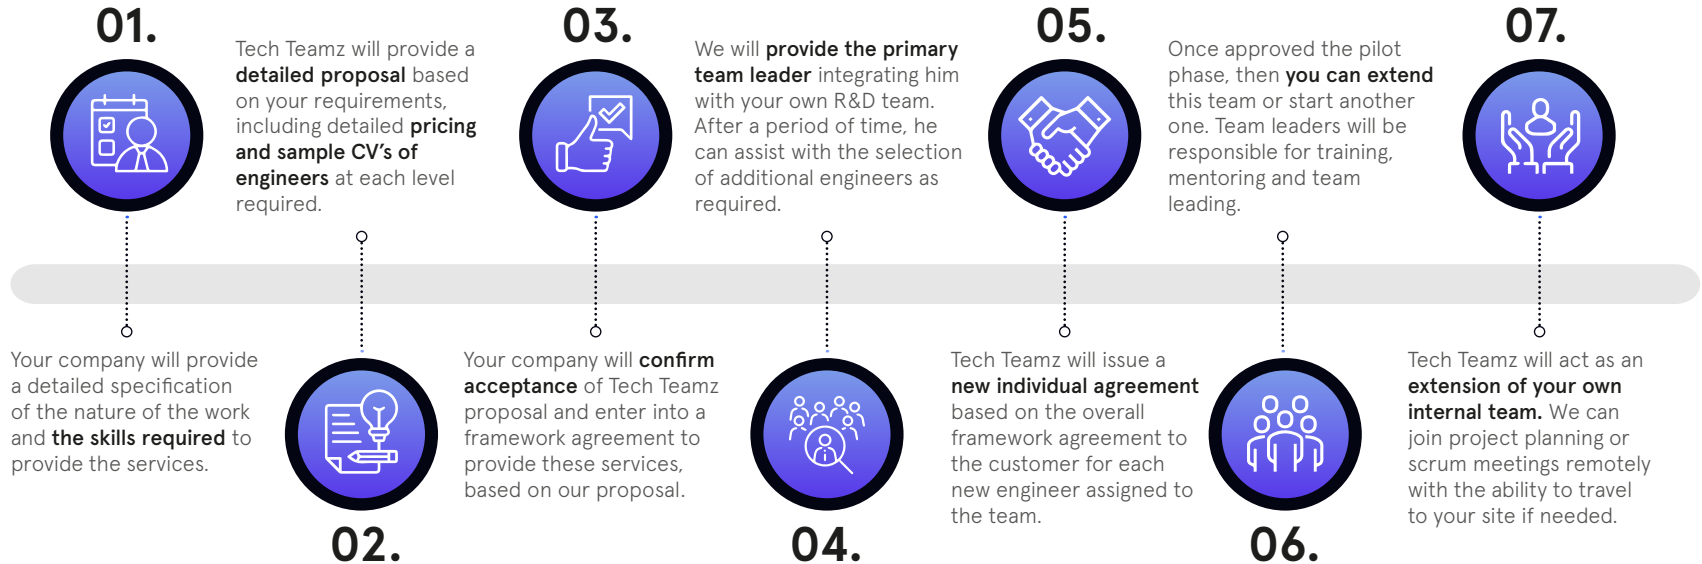 01.
Your company will provide
a detailed specification
of the nature of the work
and the skills required to
provide the services.
02.
Tech Teamz will provide a
detailed proposal based
on your requirements,
including detailed pricing
and sample CV's of
engineers at each level
required.
03.
Your company will confirm
acceptance of Tech Teamz
proposal and enter into a
framework agreement to
provide these services,
based on our proposal.
04.
We will provide the primary
team leader integrating him
with your own R&D team.
After a period of time, he
can assist with the selection
of additional engineers as
required.
05.
Tech Teamz will issue a
new individual agreement
based on the overall
framework agreement to
the customer for each
new engineer assigned to
the team.
06.
Once approved the pilot
phase, then you can extend
this team or start another
one. Team leaders will be
responsible for training,
mentoring and team
leading.
07.
Tech Teamz will act as an
extension of your own
internal team. We can
join project planning or
scrum meetings remotely
with the ability to travel
to your site if needed.